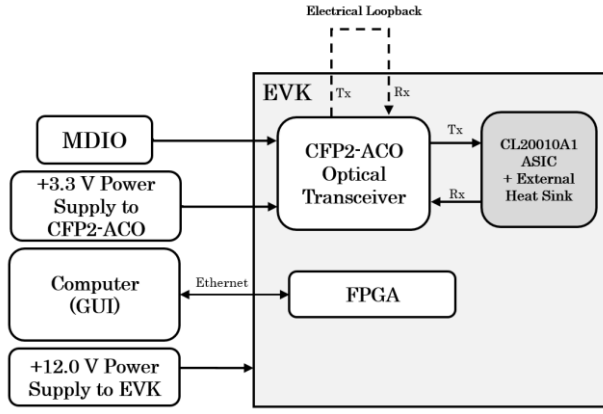 Electrical Loopback
EVK
Tx
Rx
MDIO
CFP2-ACO
Optical
Transceiver
Tx
Rx
CL20010A1
ASIC
+ External
Heat Sink
+3.3 V Power
Supply to
CFP2-ACO
Computer
(GUI)
Ethernet
FPGA
+12.0 V Power
Supply to EVK